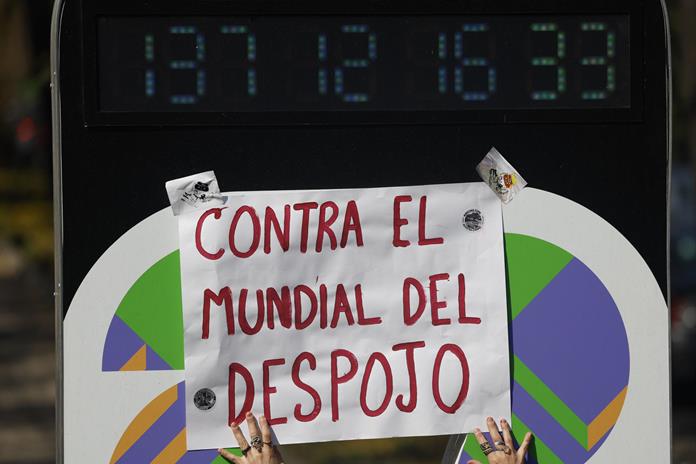 137 12 16 33
CONTRA EL
MUNDIAL DEL
DESPOJO